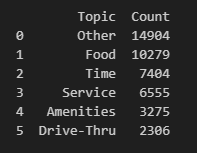 Topic Count
0 Other 14904
1 Food 10279
2 Time 7404
3 Service 6555
4 Amenities 3275
5 Drive-Thru 2306